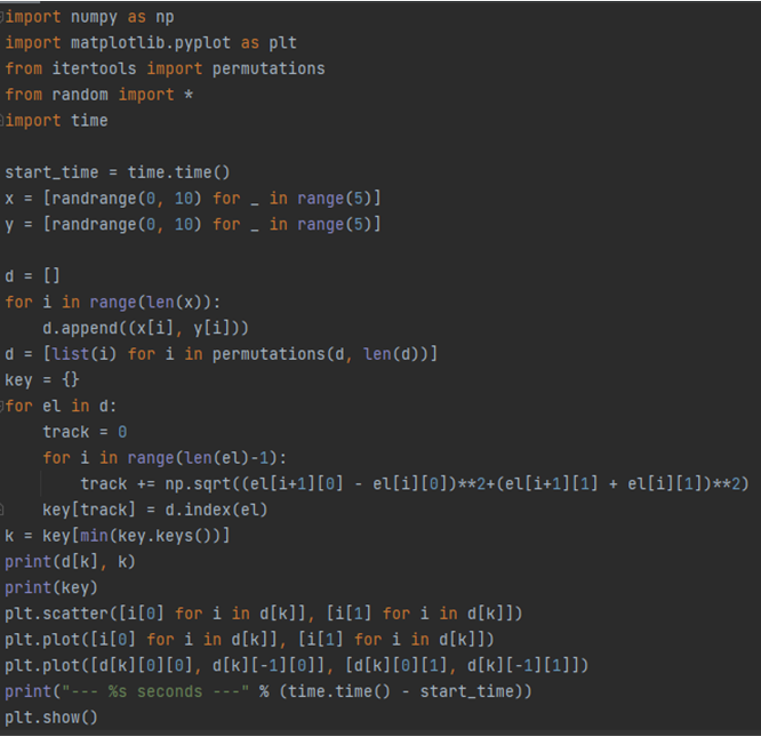 import numpy as np
import matplotlib.pyplot as plt
from itertools import permutations
from random import *
import time

start_time = time.time()
x = [randrange(0, 10) for _ in range(5)]
y = [randrange(0, 10) for _ in range(5)]

d = []
for i in range(len(x)):
    d.append((x[i], y[i]))
d = [list(i) for i in permutations(d, len(d))]
key = {}
for el in d:
    track = 0
    for i in range(len(el)-1):
        track += np.sqrt((el[i+1][0] - el[i][0])**2+(el[i+1][1] + el[i][1])**2)
    key[track] = d.index(el)
k = key[min(key.keys())]
print(d[k], k)
print(key)
plt.scatter([i[0] for i in d[k]], [i[1] for i in d[k]])
plt.plot([i[0] for i in d[k]], [i[1] for i in d[k]])
plt.plot([d[k][0][0], d[k][-1][0]], [d[k][0][1], d[k][-1][1]])
print("--- %s seconds ---" % (time.time() - start_time))
plt.show()